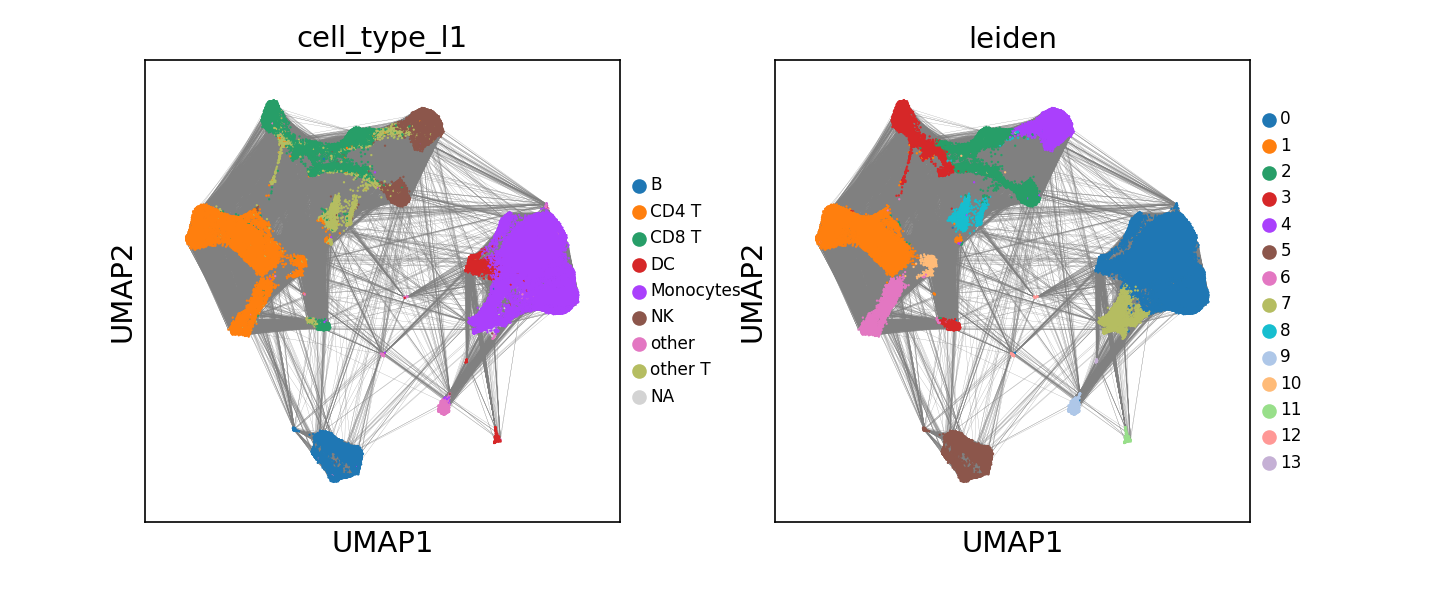 cell_type_l1
UMAP2
UMAP1
B
CD4 T
CD8 T
DC
Monocytes
NK
other
other T
NA
leiden
UMAP2
UMAP1
0
1
2
3
4
5
6
7
8
9
10
11
12
13